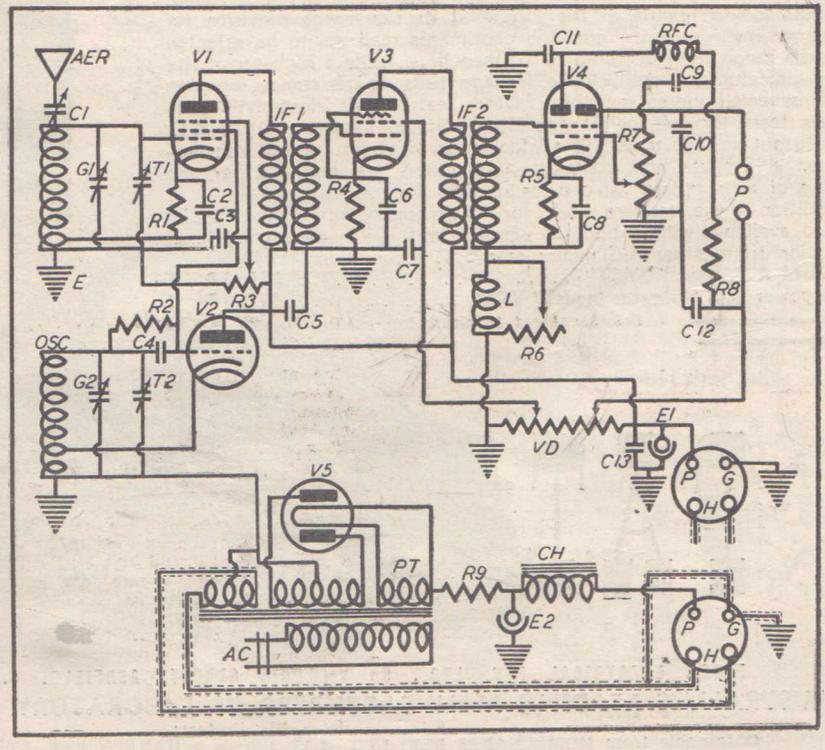 AER
V1
V3
C11
RFC
V4
C9
C1
IF1
IF2
R7
C10
G1
T1
C2
R4
C6
R5
C8
P
R1
C3
C7
E
R3
L
R8
R2
V2
C5
C12
OSC
C4
R6
G2
T2
E1
VD
C13
P
G
V5
H
PT
R9
CH
E2
P
G
AC
H